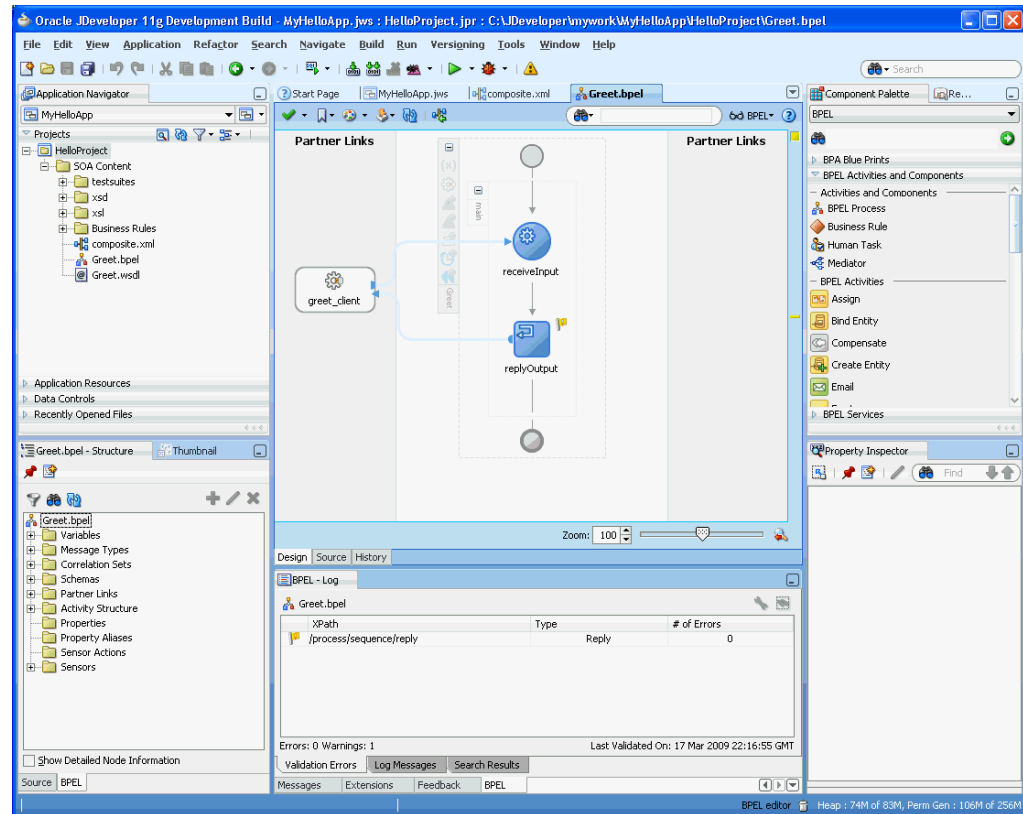 Oracle JDeveloper 11g Development Build - MyHelloApp.jws : HelloProject.jpr : C:\JDeveloper\mywork\MyHelloApp\HelloProject\Greet.bpel
File Edit View Application Refactor Search Navigate Build Run Versioning Tools Window Help
Search
Application Navigator
MyHelloApp
Projects
HelloProject
SOA Content
testsuites
xsd
xsl
Business Rules
composite.xml
Greet.bpel
Greet.wsdl
Application Resources
Data Controls
Recently Opened Files
Greet.bpel - Structure Thumbnail
Greet.bpel
Variables
Message Types
Correlation Sets
Schemas
Partner Links
Activity Structure
Properties
Property Aliases
Sensor Actions
Sensors
Show Detailed Node Information
Source BPEL
Start Page MyHelloApp.jws composite.xml Greet.bpel
BPEL
Partner Links
Partner Links
(x)
main
Greet
receiveInput
greet_client
replyOutput
Zoom: 100
Design Source History
BPEL - Log
Greet.bpel
XPath Type # of Errors
/process/sequence/reply Reply 0
Errors: 0 Warnings: 1 Last Validated On: 17 Mar 2009 22:16:55 GMT
Validation Errors Log Messages Search Results
Messages Extensions Feedback BPEL
Component Palette Re...
BPEL
BPA Blue Prints
BPEL Activities and Components
Activities and Components
BPEL Process
Business Rule
Human Task
Mediator
BPEL Activities
Assign
Bind Entity
Compensate
Create Entity
Email
BPEL Services
Property Inspector
Find
BPEL editor Heap : 74M of 83M, Perm Gen : 106M of 256M